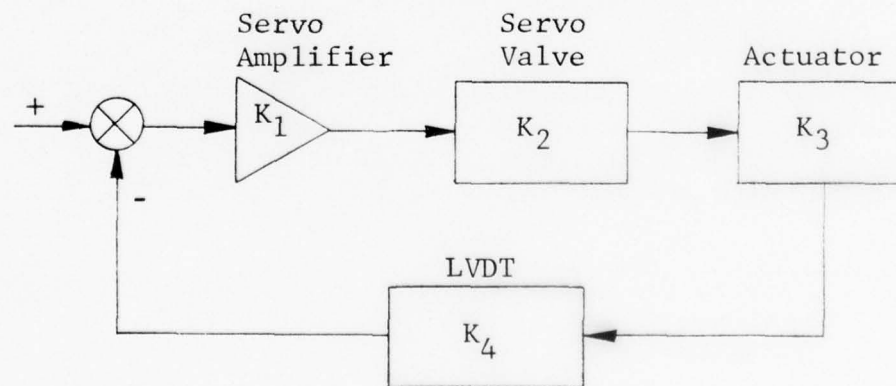 Servo
Amplifier
Servo
Valve
Actuator
+
K1
K2
K3
-
LVDT
K4